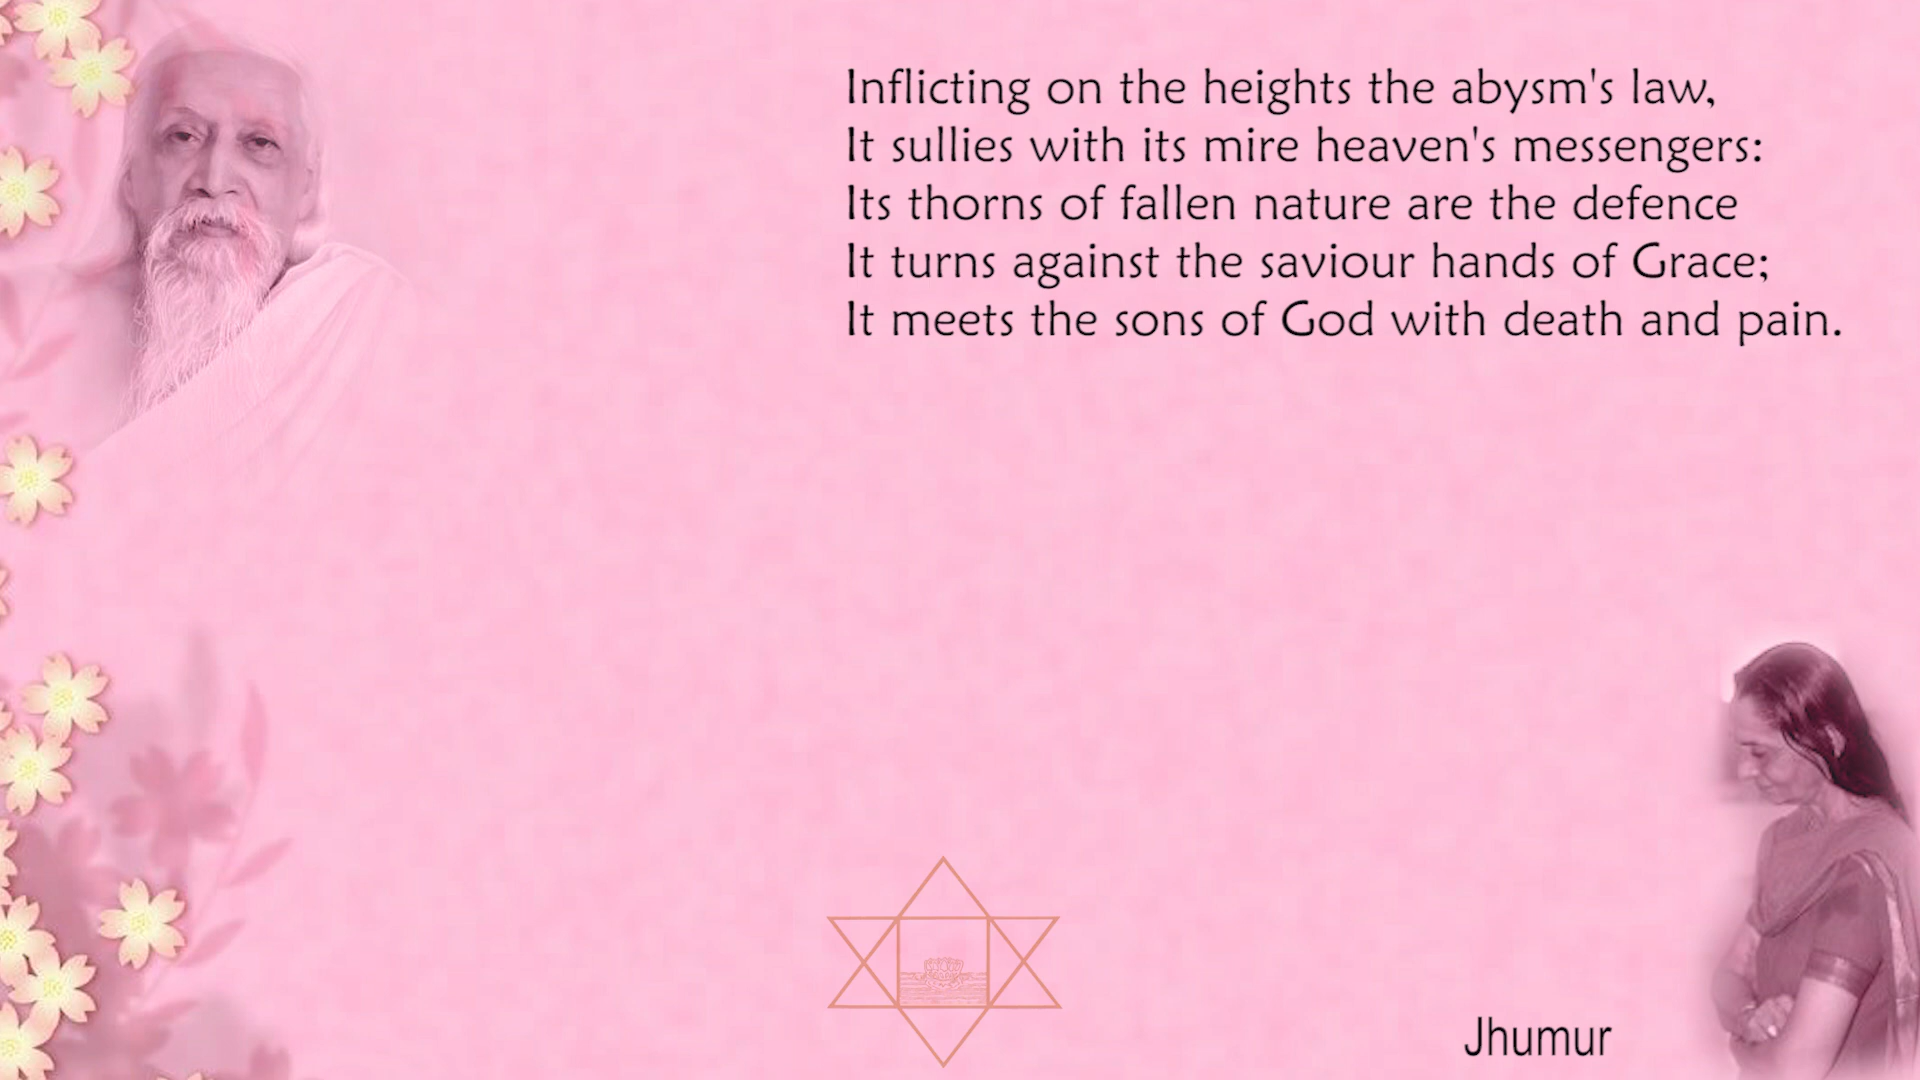 Inflicting on the heights the abysm's law,
It sullies with its mire heaven's messengers:
Its thorns of fallen nature are the defence
It turns against the saviour hands of Grace;
It meets the sons of God with death and pain.
Jhumur